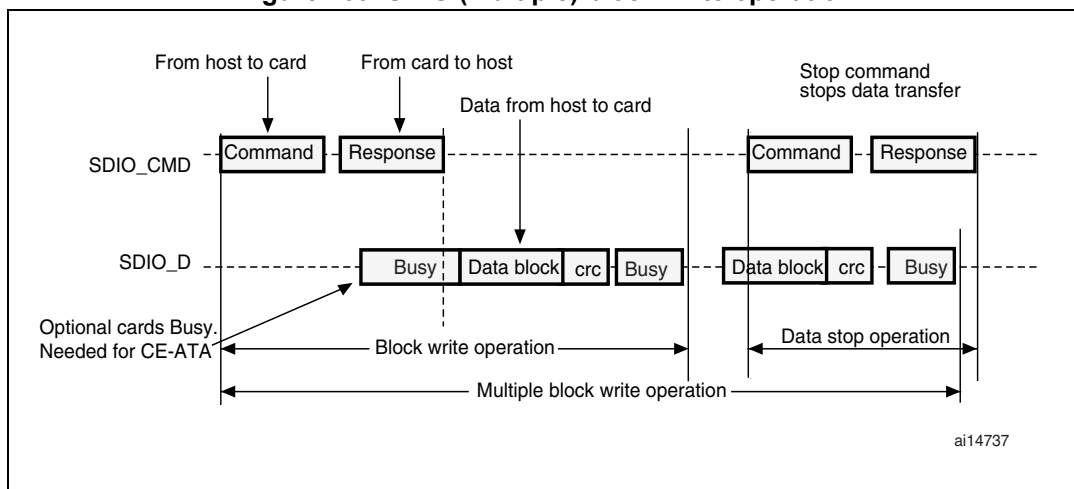 From host to card From card to host
Stop command
stops data transfer
Data from host to card
SDIO_CMD Command Response Command Response
SDIO_D Busy Data block crc Busy Data block crc Busy
Optional cards Busy.
Needed for CE-ATA
Block write operation Data stop operation
Multiple block write operation
ai14737